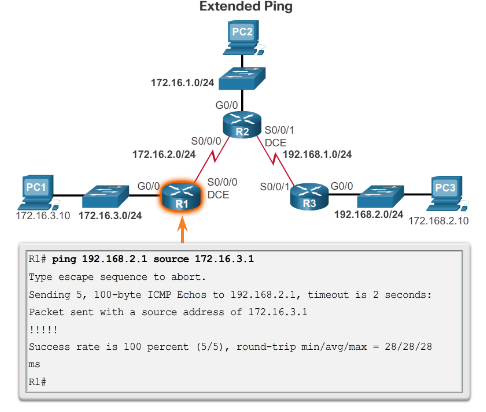 Extended Ping
PC2
172.16.1.0/24
G0/0
R2
S0/0/0
S0/0/1
DCE
172.16.2.0/24
192.168.1.0/24
PC1
G0/0
S0/0/0
DCE
R1
S0/0/1
G0/0
R3
PC3
172.16.3.10
172.16.3.0/24
192.168.2.0/24
172.168.2.10
R1# ping 192.168.2.1 source 172.16.3.1
Type escape sequence to abort.
Sending 5, 100-byte ICMP Echos to 192.168.2.1, timeout is 2 seconds:
Packet sent with a source address of 172.16.3.1
!!!!!
Success rate is 100 percent (5/5), round-trip min/avg/max = 28/28/28
ms
R1#